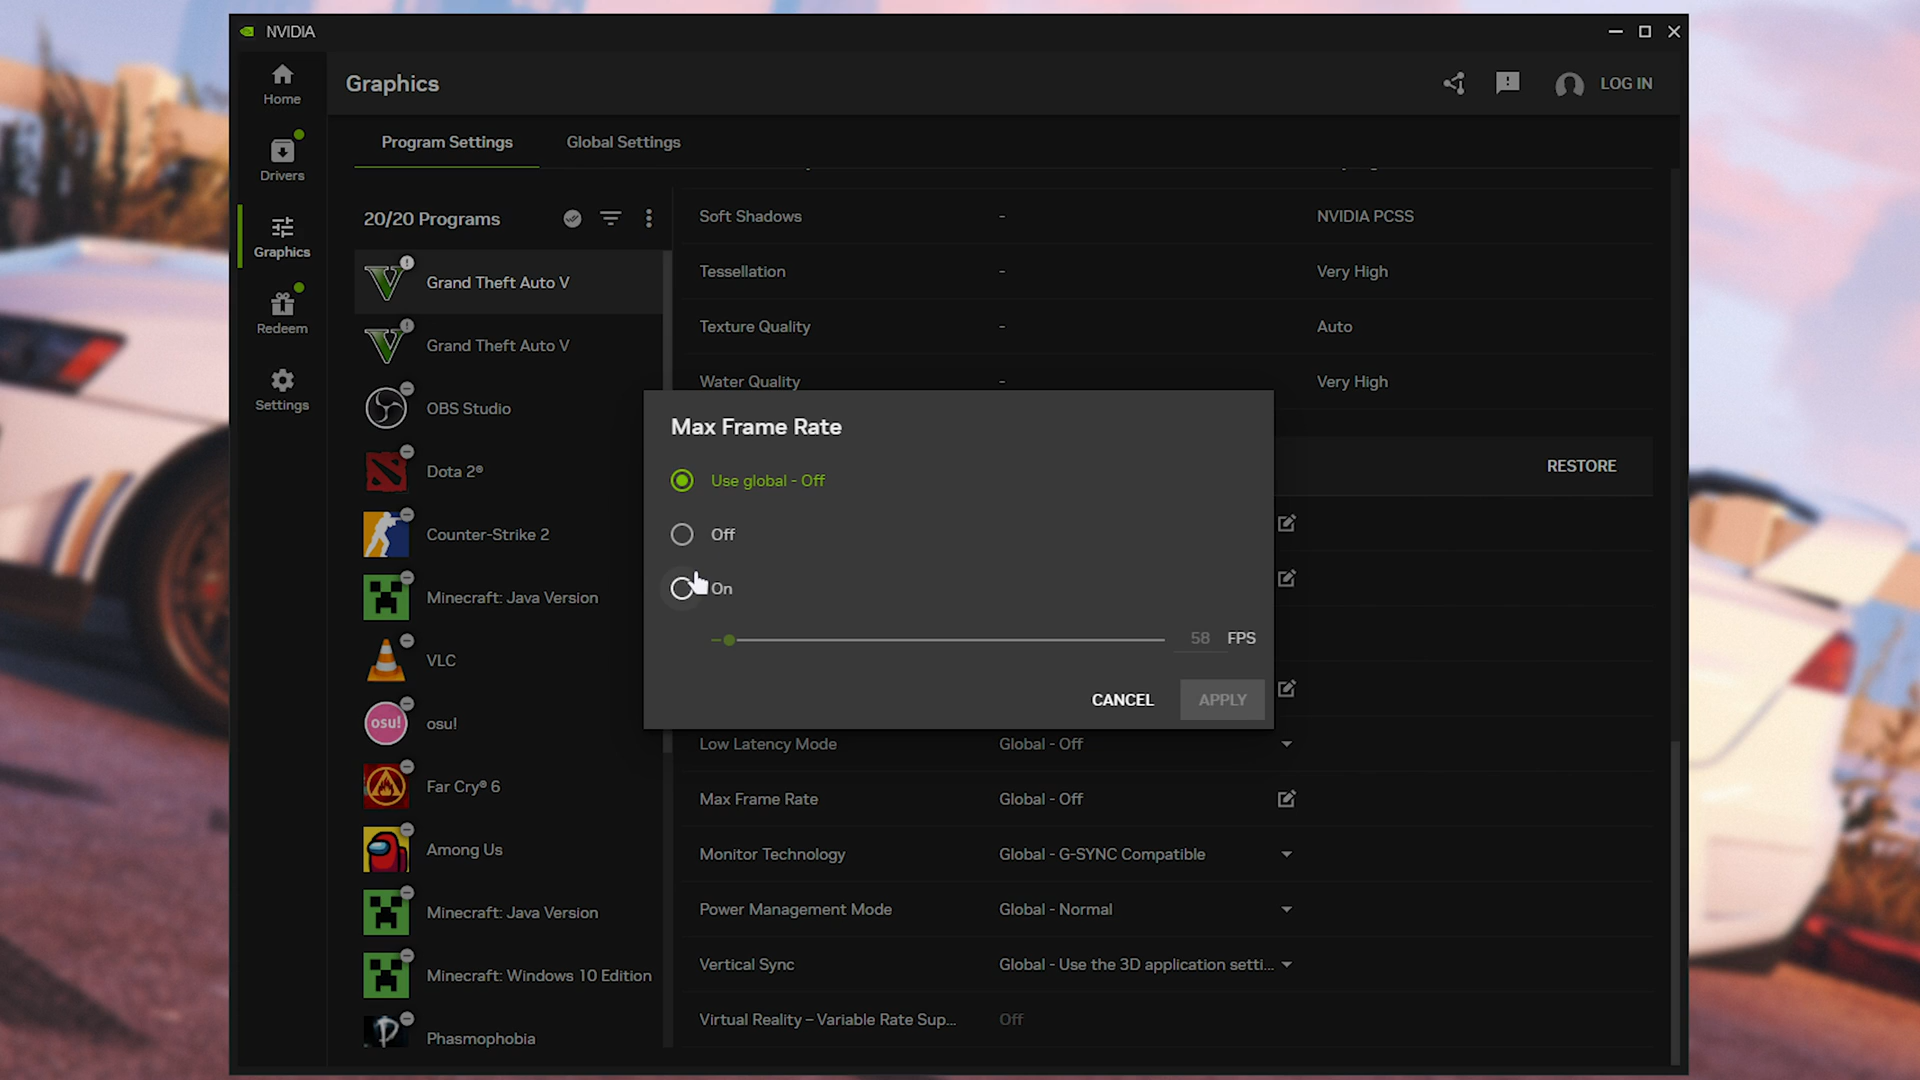 NVIDIA
Home
Drivers
Graphics
Redeem
Settings
Graphics
LOG IN
Program Settings
Global Settings
20/20 Programs
Grand Theft Auto V
Grand Theft Auto V
OBS Studio
Dota 2®
Counter-Strike 2
Minecraft: Java Version
VLC
osu!
osu!
Far Cry® 6
Among Us
Minecraft: Java Version
Minecraft: Windows 10 Edition
Phasmophobia
Soft Shadows - NVIDIA PCSS
Tessellation - Very High
Texture Quality - Auto
Water Quality - Very High
RESTORE
Max Frame Rate
Use global - Off
Off
On
58 FPS
CANCEL APPLY
Low Latency Mode Global - Off
Max Frame Rate Global - Off
Monitor Technology Global - G-SYNC Compatible
Power Management Mode Global - Normal
Vertical Sync Global - Use the 3D application setti...
Virtual Reality – Variable Rate Sup... Off